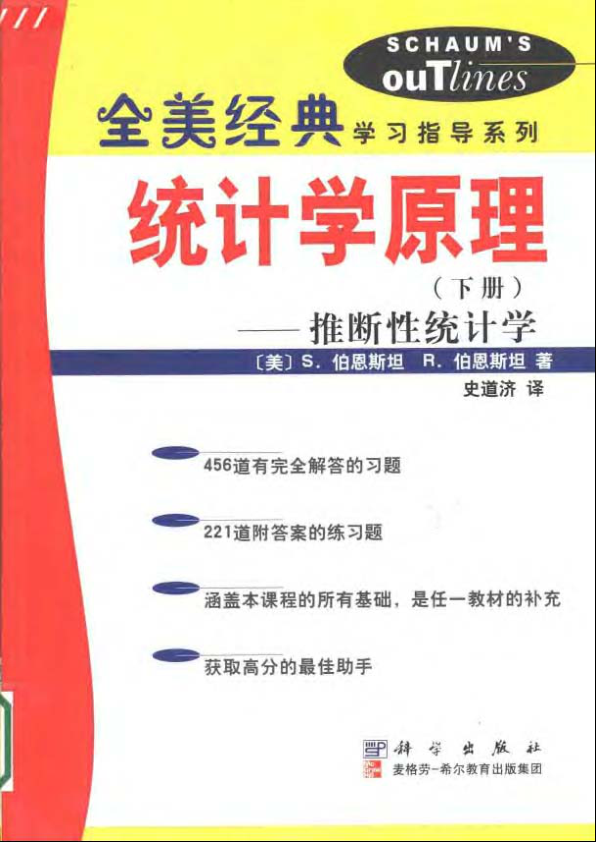 SCHAUM'S
ouTlines
全美经典学习指导系列
统计学原理
（下册）
——推断性统计学
〔美〕S. 伯恩斯坦 R. 伯恩斯坦 著
史道济 译
456道有完全解答的习题
221道附答案的练习题
涵盖本课程的所有基础，是任一教材的补充
获取高分的最佳助手
科学出版社
麦格劳-希尔教育出版集团